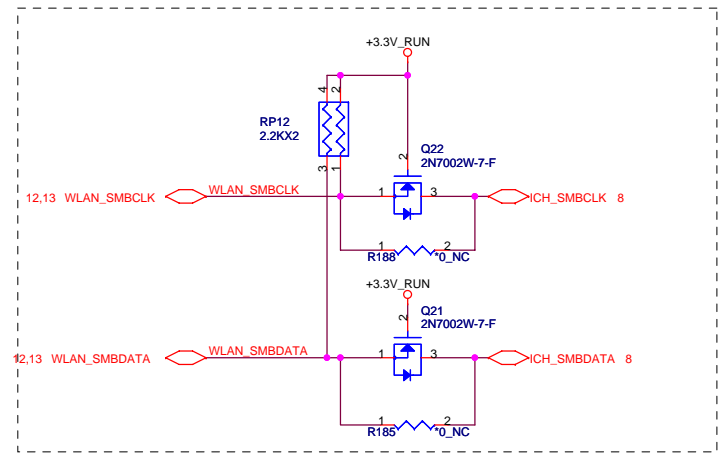 +3.3V_RUN
4
2
RP12
2.2KX2
3
1
Q22
2N7002W-7-F
2
12,13 WLAN_SMBCLK
WLAN_SMBCLK
1
3
ICH_SMBCLK 8
1
2
R188
*0_NC
+3.3V_RUN
Q21
2N7002W-7-F
2
12,13 WLAN_SMBDATA
WLAN_SMBDATA
1
3
ICH_SMBDATA 8
1
2
R185
*0_NC